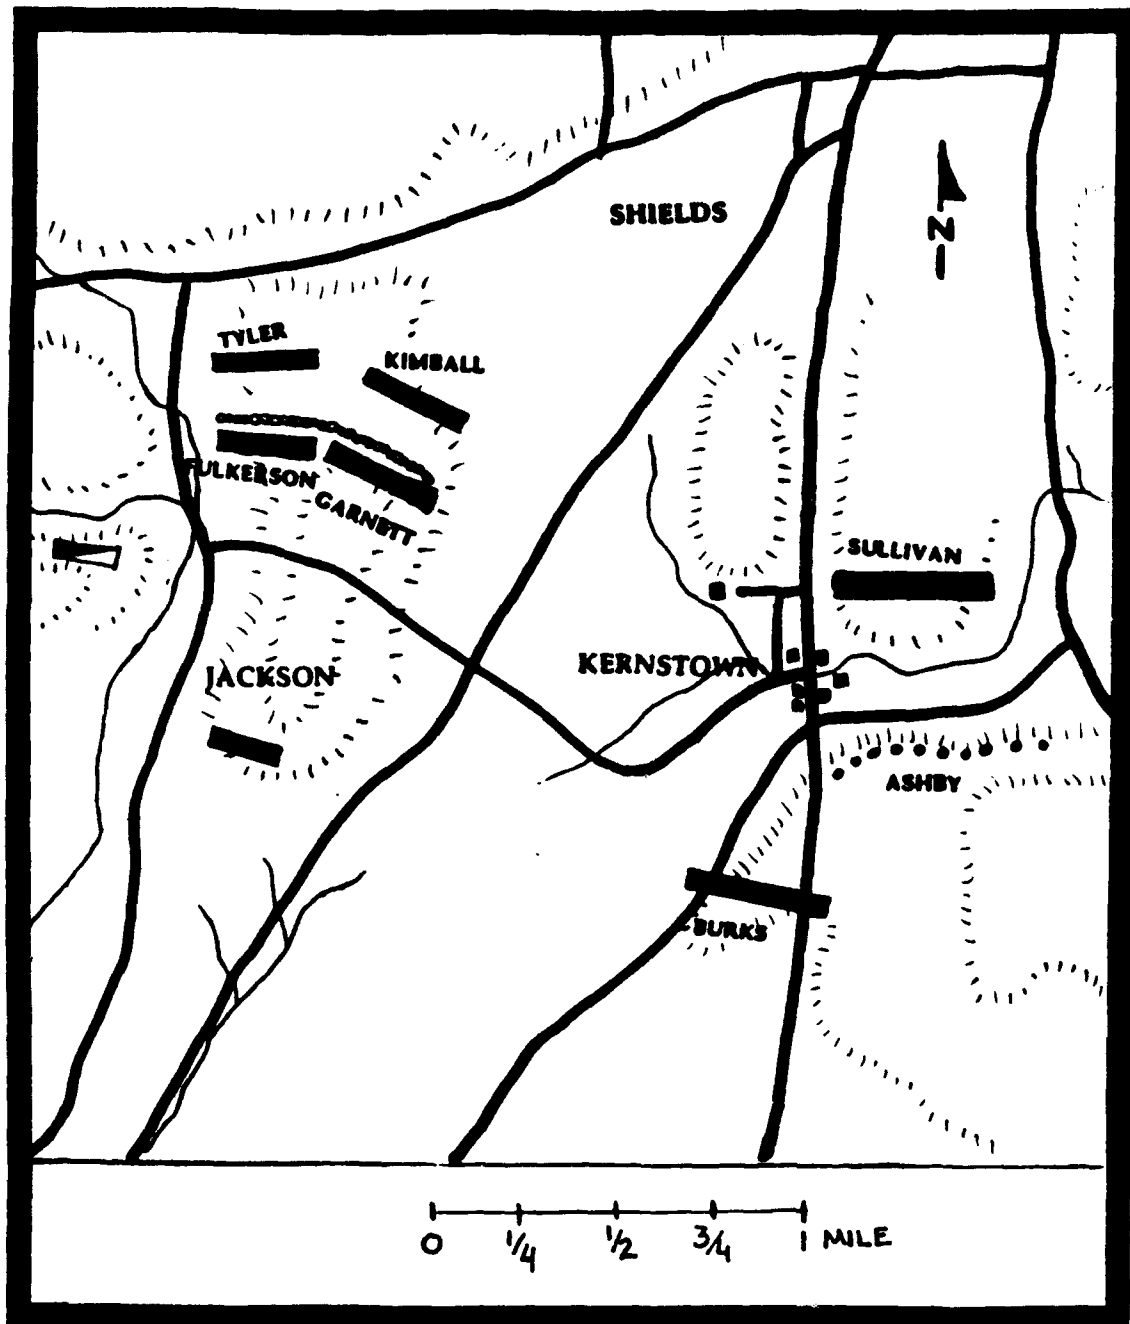 SHIELDS
N
TYLER
KIMBALL
FULKERSON
GARNETT
SULLIVAN
KERNSTOWN
JACKSON
ASHBY
BURKS
0 1/4 1/2 3/4 1 MILE